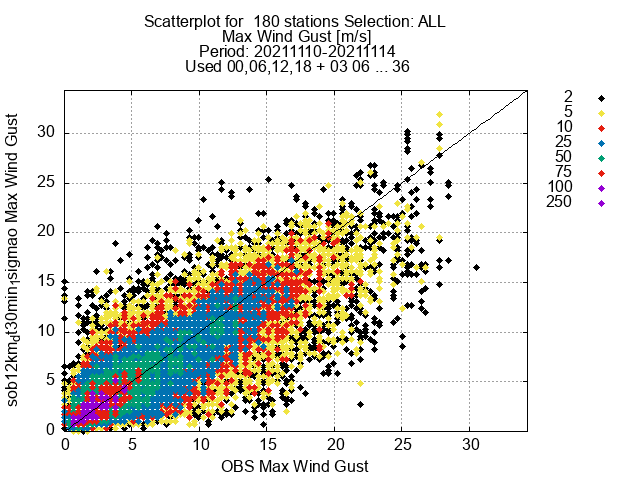 Scatterplot for  180 stations Selection: ALL
Max Wind Gust [m/s]
Period: 20211110-20211114
Used 00,06,12,18 + 03 06 ... 36
2
5
10
25
50
75
100
250
sob12km_dt30min_1sigmao Max Wind Gust
30
25
20
15
10
5
0
0 5 10 15 20 25 30
OBS Max Wind Gust